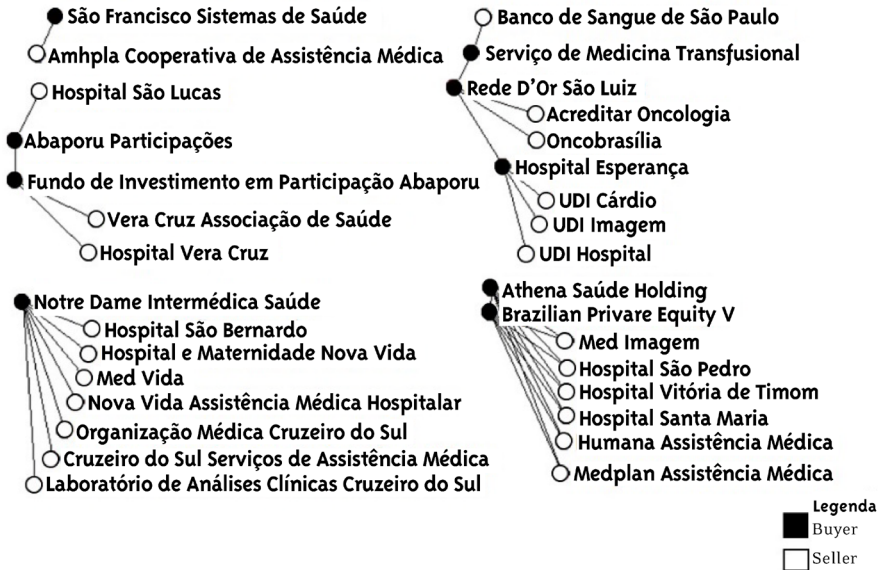 São Francisco Sistemas de Saúde
Amhpla Cooperativa de Assistência Médica
Hospital São Lucas
Abaporu Participações
Fundo de Investimento em Participação Abaporu
Vera Cruz Associação de Saúde
Hospital Vera Cruz
Banco de Sangue de São Paulo
Serviço de Medicina Transfusional
Rede D'Or São Luiz
Acreditar Oncologia
Oncobrasília
Hospital Esperança
UDI Cárdio
UDI Imagem
UDI Hospital
Notre Dame Intermédica Saúde
Hospital São Bernardo
Hospital e Maternidade Nova Vida
Med Vida
Nova Vida Assistência Médica Hospitalar
Organização Médica Cruzeiro do Sul
Cruzeiro do Sul Serviços de Assistência Médica
Laboratório de Análises Clínicas Cruzeiro do Sul
Athena Saúde Holding
Brazilian Privare Equity V
Med Imagem
Hospital São Pedro
Hospital Vitória de Timom
Hospital Santa Maria
Humana Assistência Médica
Medplan Assistência Médica
Legenda
Buyer
Seller